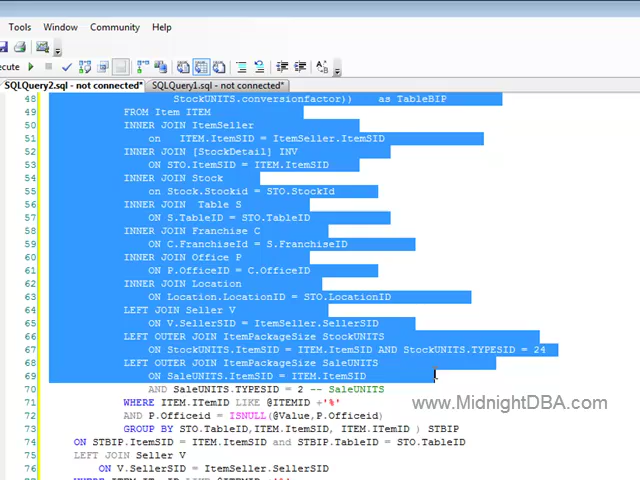 Tools Window Community Help
ecute
SQLQuery2.sql - not connected* SQLQuery1.sql - not connected*
48 StockUNITS.conversionfactor)) as TableBIP
49 FROM Item ITEM
50 INNER JOIN ItemSeller
51 on ITEM.ItemSID = ItemSeller.ItemSID
52 INNER JOIN [StockDetail] INV
53 ON STO.ItemSID = ITEM.ItemSID
54 INNER JOIN Stock
55 on Stock.Stockid = STO.StockId
56 INNER JOIN Table S
57 ON S.TableID = STO.TableID
58 INNER JOIN Franchise C
59 ON C.FranchiseId = S.FranchiseID
60 INNER JOIN Office P
61 ON P.OfficeID = C.OfficeID
62 INNER JOIN Location
63 ON Location.LocationID = STO.LocationID
64 LEFT JOIN Seller V
65 ON V.SellerSID = ItemSeller.SellerSID
66 LEFT OUTER JOIN ItemPackageSize StockUNITS
67 ON StockUNITS.ItemSID = ITEM.ItemSID AND StockUNITS.TYPESID = 24
68 LEFT OUTER JOIN ItemPackageSize SaleUNITS
69 ON SaleUNITS.ItemSID = ITEM.ItemSID
70 AND SaleUNITS.TYPESID = 2 -- SaleUNITS
71 WHERE ITEM.ItemID LIKE @ITEMID +'%'
www.MidnightDBA.com
72 AND P.Officeid = ISNULL(@Value,P.Officeid)
73 GROUP BY STO.TableID,ITEM.ItemSID, ITEM.ItemID ) STBIP
74 ON STBIP.ItemSID = ITEM.ItemSID and STBIP.TableID = STO.TableID
75 LEFT JOIN Seller V
76 ON V.SellerSID = ItemSeller.SellerSID